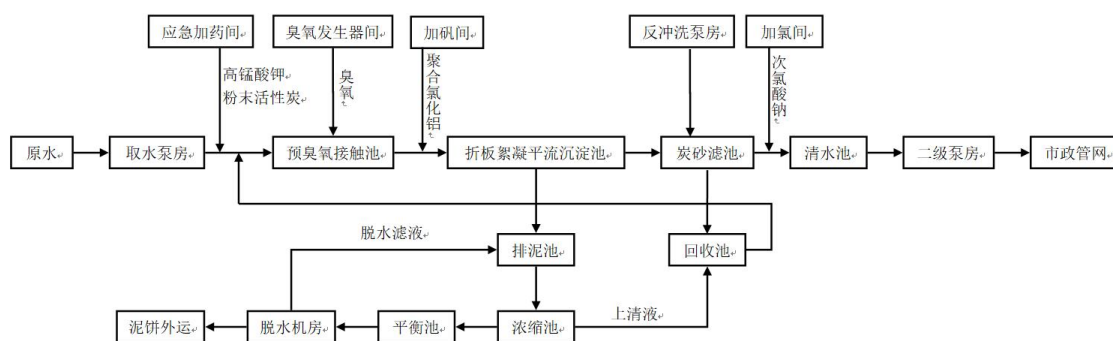 应急加药间
臭氧发生器间
加矾间
反冲洗泵房
加氯间
高锰酸钾
粉末活性炭
臭氧
聚合氯化铝
次氯酸钠
原水
取水泵房
预臭氧接触池
折板絮凝平流沉淀池
炭砂滤池
清水池
二级泵房
市政管网
脱水滤液
排泥池
回收池
上清液
泥饼外运
脱水机房
平衡池
浓缩池